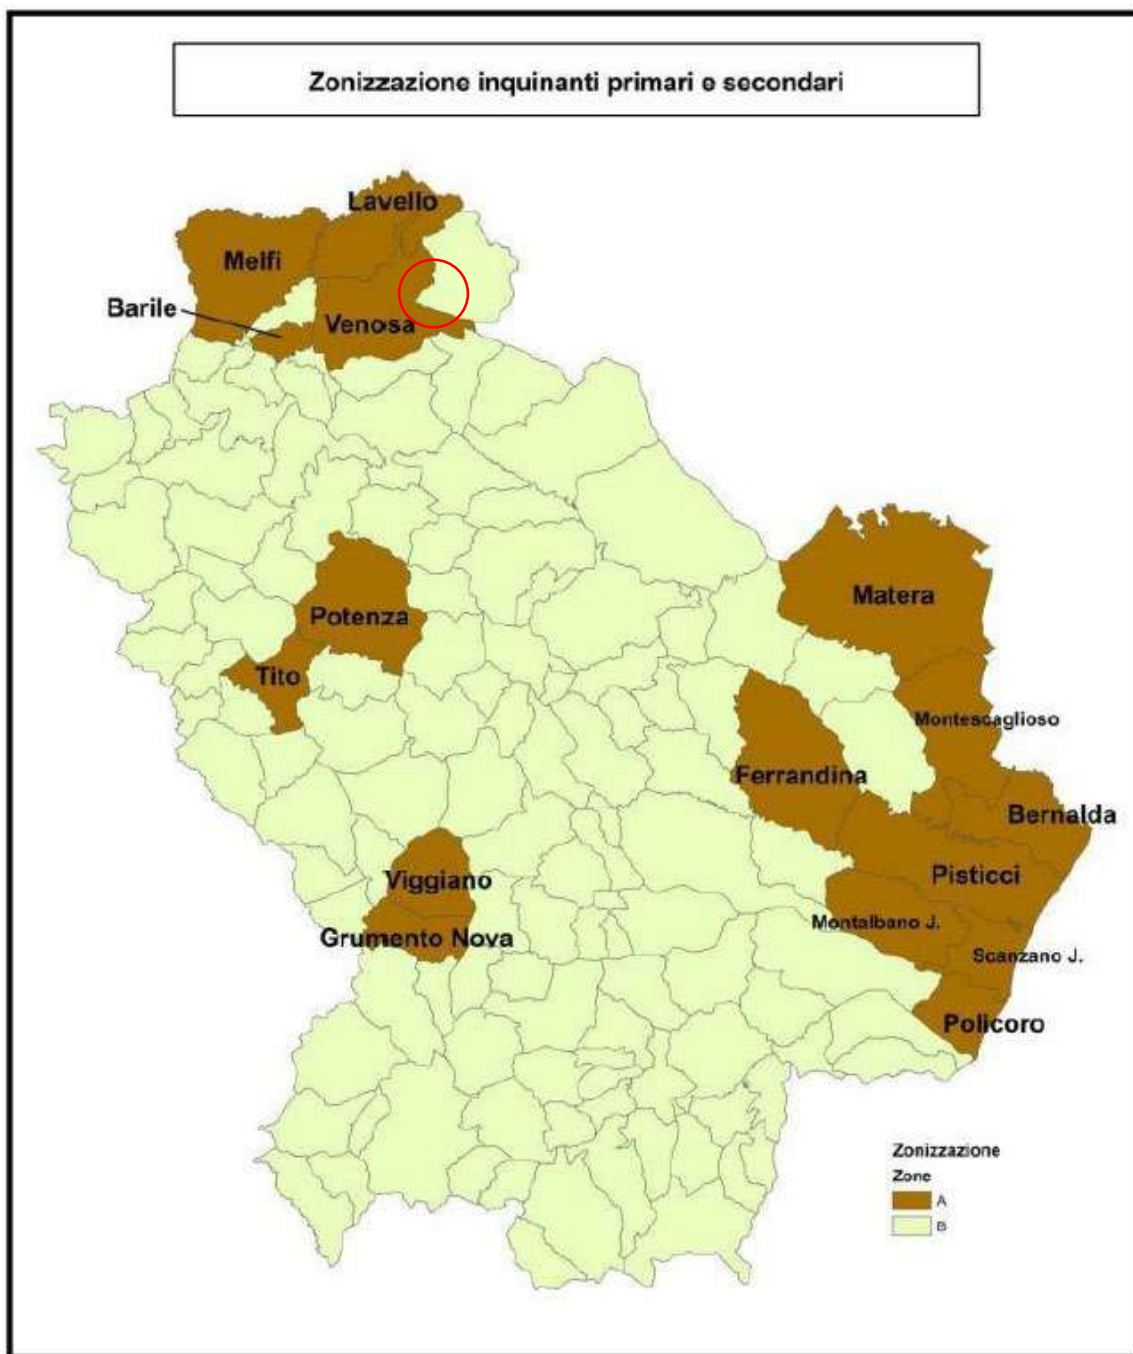 Zonizzazione inquinanti primari e secondari
Lavello
Melfi
Barile
Venosa
Matera
Potenza
Tito
Montescaglioso
Ferrandina
Bernalda
Viggiano
Pisticci
Montalbano J.
Grumento Nova
Scanzano J.
Policoro
Zonizzazione
Zone
A
B